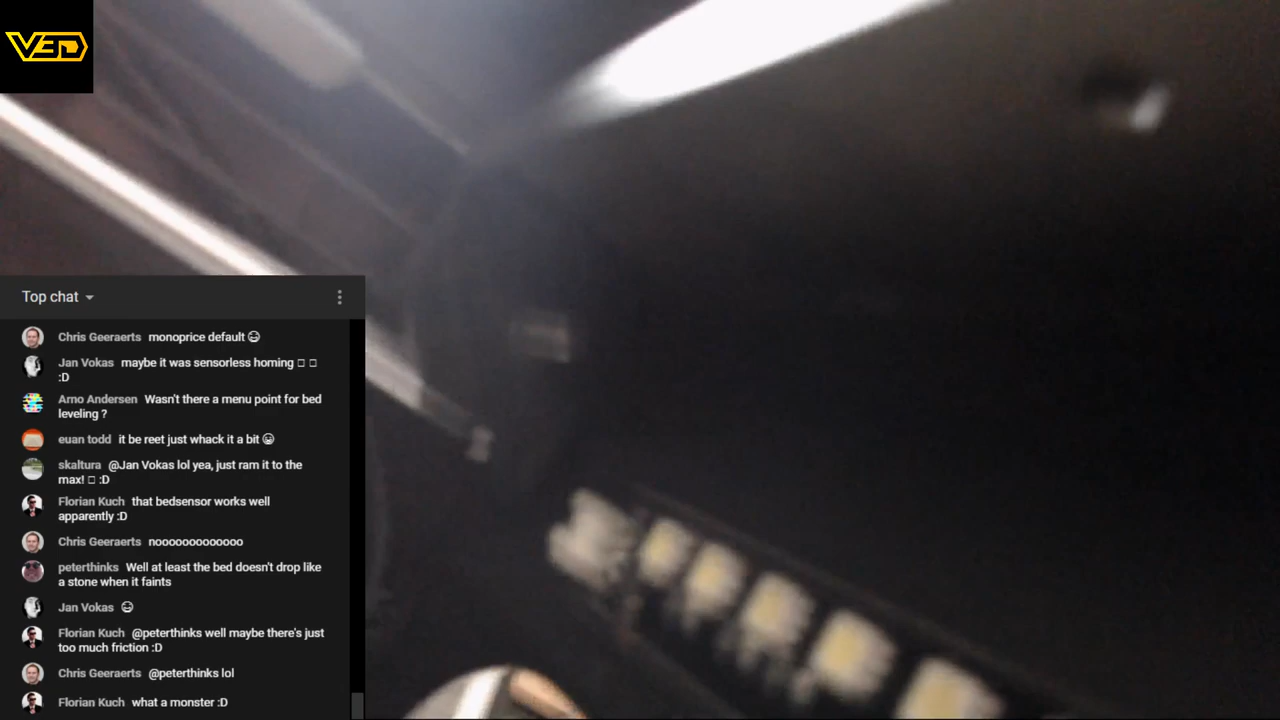 V3D
Top chat
Chris Geeraerts monoprice default
Jan Vokas maybe it was sensorless homing
:D
Arno Andersen Wasn't there a menu point for bed
leveling ?
euan todd it be reet just whack it a bit
skaltura @Jan Vokas lol yea, just ram it to the
max! :D
Florian Kuch that bedsensor works well
apparently :D
Chris Geeraerts nooooooooooooo
peterthinks Well at least the bed doesn't drop like
a stone when it faints
Jan Vokas
Florian Kuch @peterthinks well maybe there's just
too much friction :D
Chris Geeraerts @peterthinks lol
Florian Kuch what a monster :D